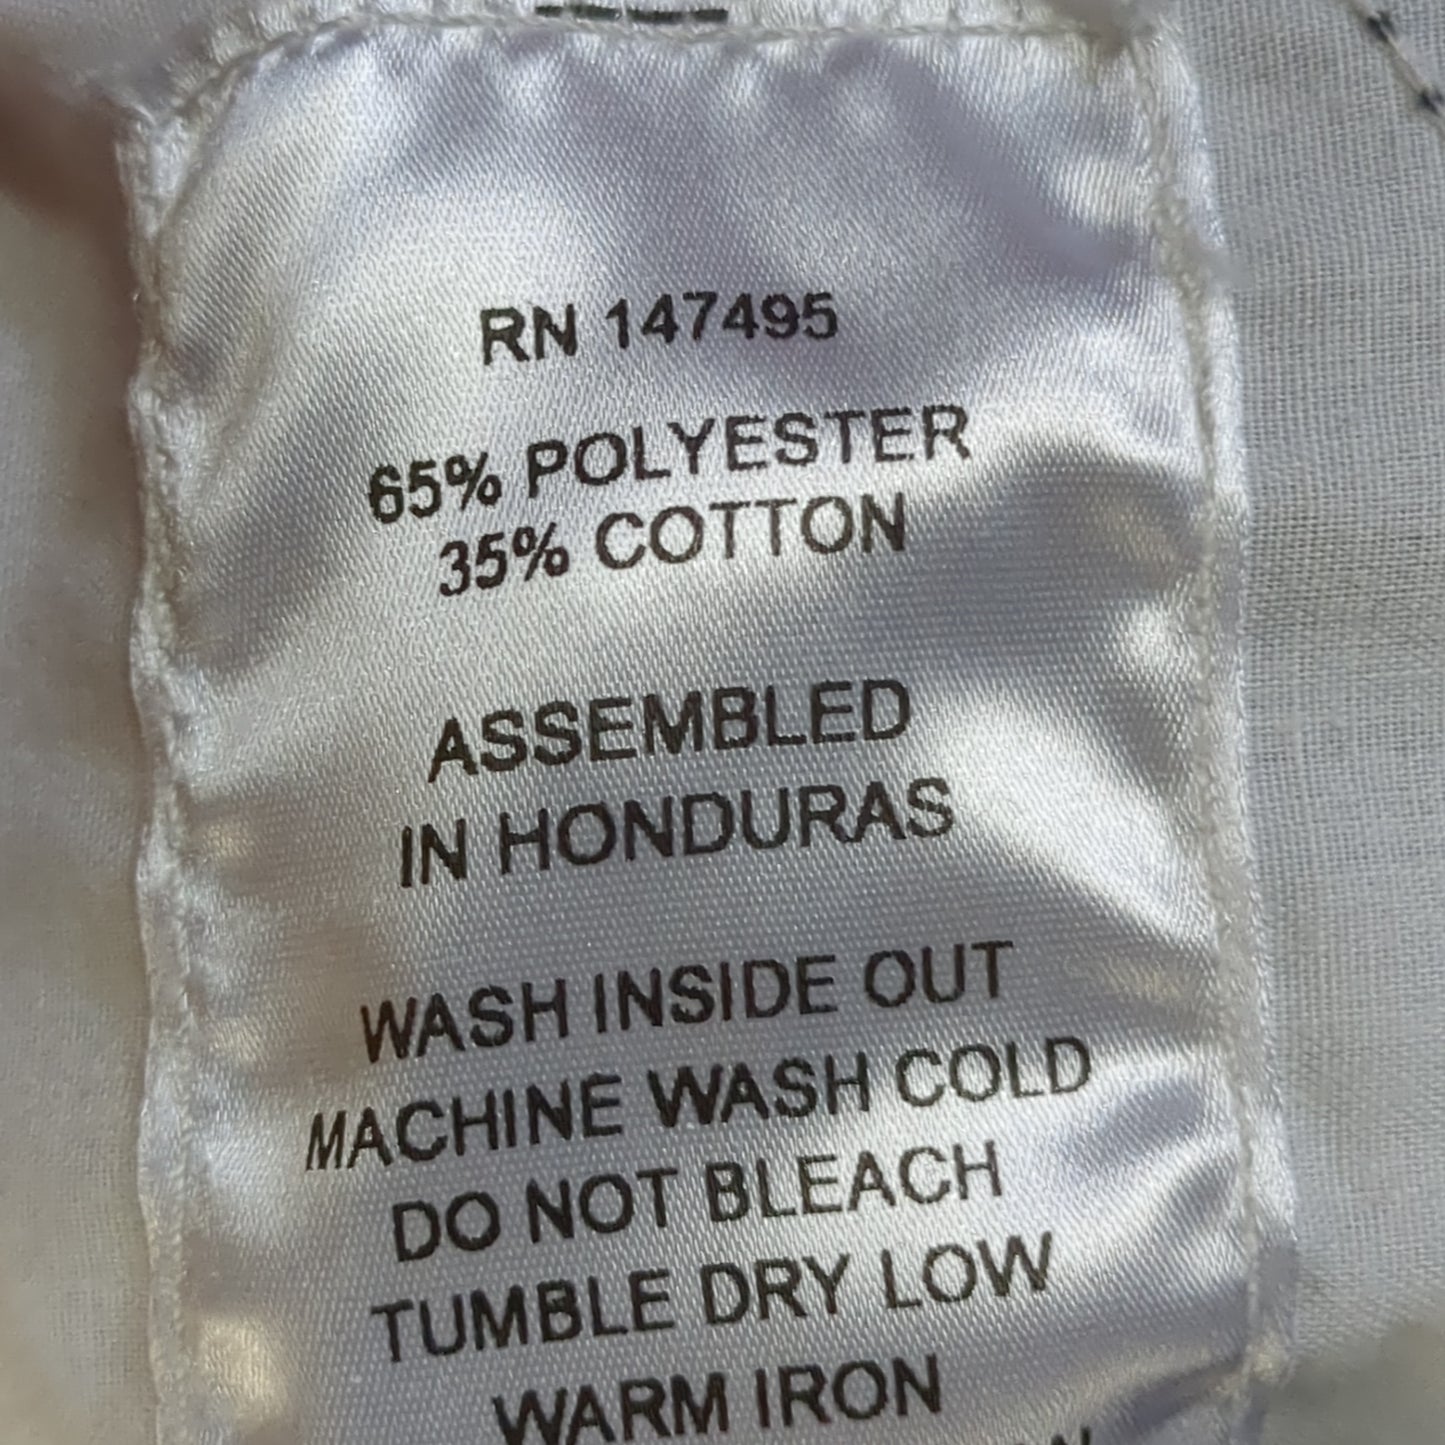 RN 147495
65% POLYESTER
35% COTTON
ASSEMBLED
IN HONDURAS
WASH INSIDE OUT
MACHINE WASH COLD
DO NOT BLEACH
TUMBLE DRY LOW
WARM IRON